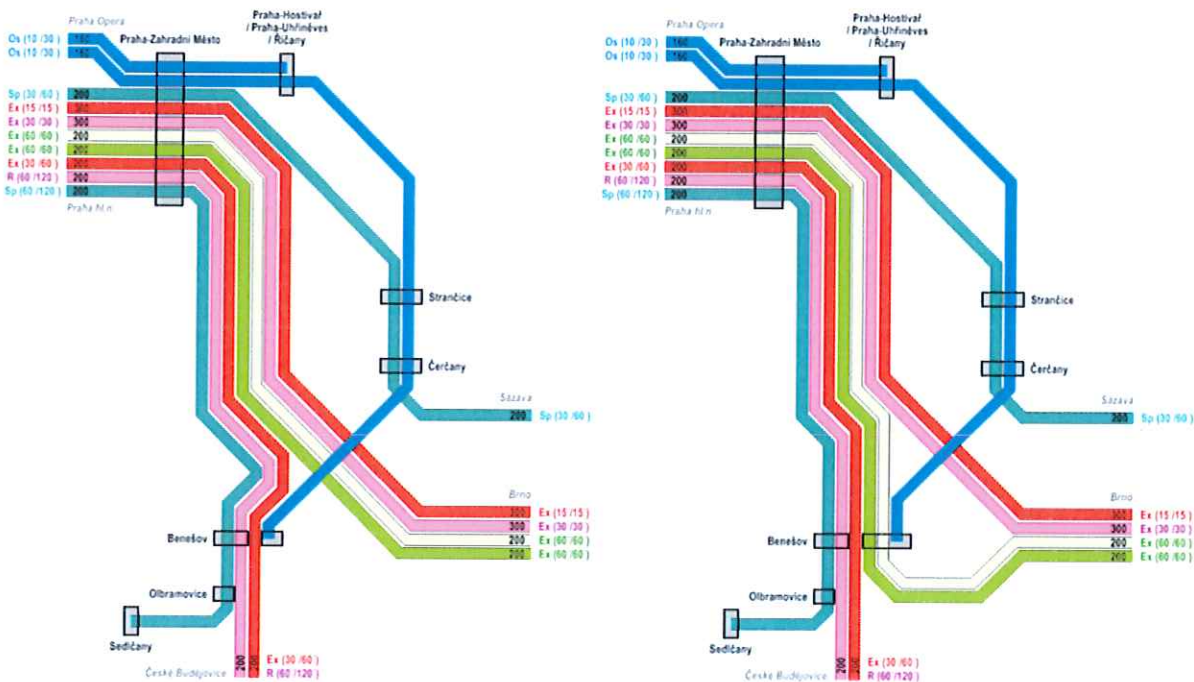 Praha Opera
Praha-Hostivař
/ Praha-Uhříněves
/ Říčany
Os (10 /30 ) 160
Os (10 /30 ) 160
Praha-Zahradní Město
Sp (30 /60 ) 200
Ex (15 /15 ) 300
Ex (30 /30 ) 300
Ex (60 /60 ) 200
Ex (60 /60 ) 200
Ex (30 /60 ) 200
R (60 /120 ) 200
Sp (60 /120 ) 200
Praha hl.n.
Strančice
Čerčany
Sázava
200 Sp (30 /60 )
Brno
300 Ex (15 /15 )
300 Ex (30 /30 )
200 Ex (60 /60 )
200 Ex (60 /60 )
Benešov
Olbramovice
Sedlčany
České Budějovice
200
200
Ex (30 /60 )
R (60 /120 )
Praha Opera
Praha-Hostivař
/ Praha-Uhříněves
/ Říčany
Os (10 /30 ) 160
Os (10 /30 ) 160
Praha-Zahradní Město
Sp (30 /60 ) 200
Ex (15 /15 ) 300
Ex (30 /30 ) 300
Ex (60 /60 ) 200
Ex (60 /60 ) 200
Ex (30 /60 ) 200
R (60 /120 ) 200
Sp (60 /120 ) 200
Praha hl.n.
Strančice
Čerčany
Sázava
200 Sp (30 /60 )
Brno
300 Ex (15 /15 )
300 Ex (30 /30 )
200 Ex (60 /60 )
200 Ex (60 /60 )
Benešov
Olbramovice
Sedlčany
České Budějovice
200
200
Ex (30 /60 )
R (60 /120 )